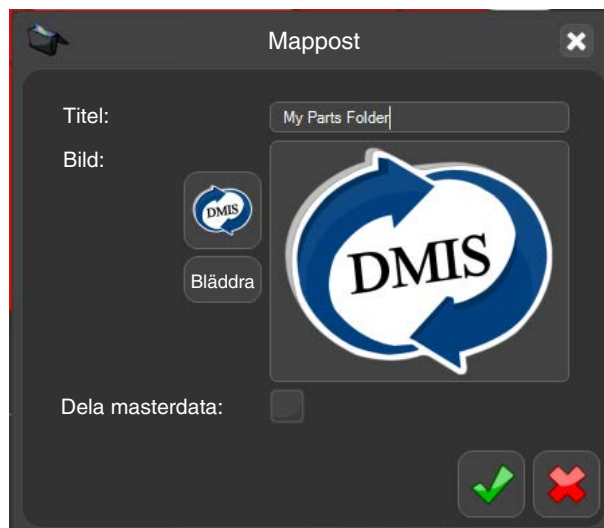 Mappost
Titel:
My Parts Folder
Bild:
DMIS
DMIS
Bläddra
Dela masterdata: